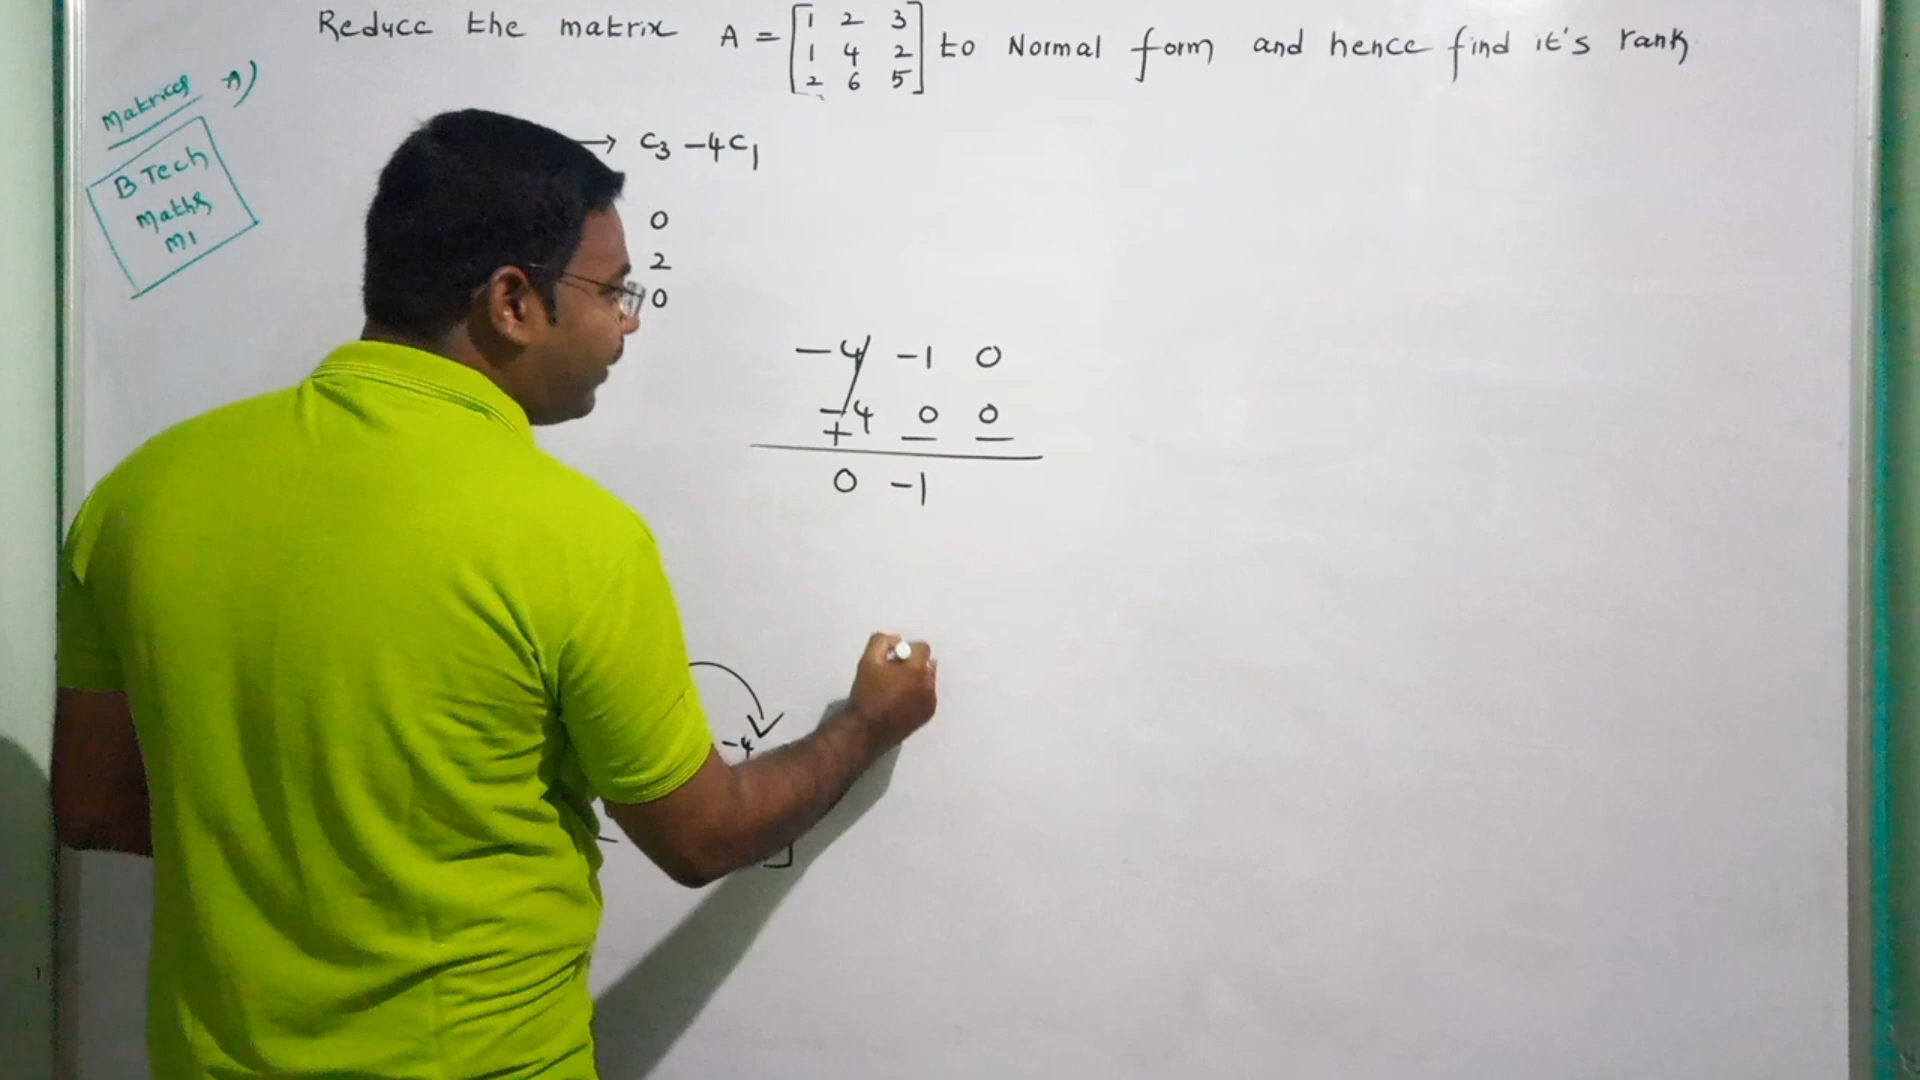 Reduce the matrix A = [1 2 3
1 4 2
2 6 5] to Normal form and hence find it's rank
Matrices
B Tech
Maths
M1
→ C3 -4C1
0
2
0
-4 -1 0
-4 0 0
+ - -
0 -1
-4